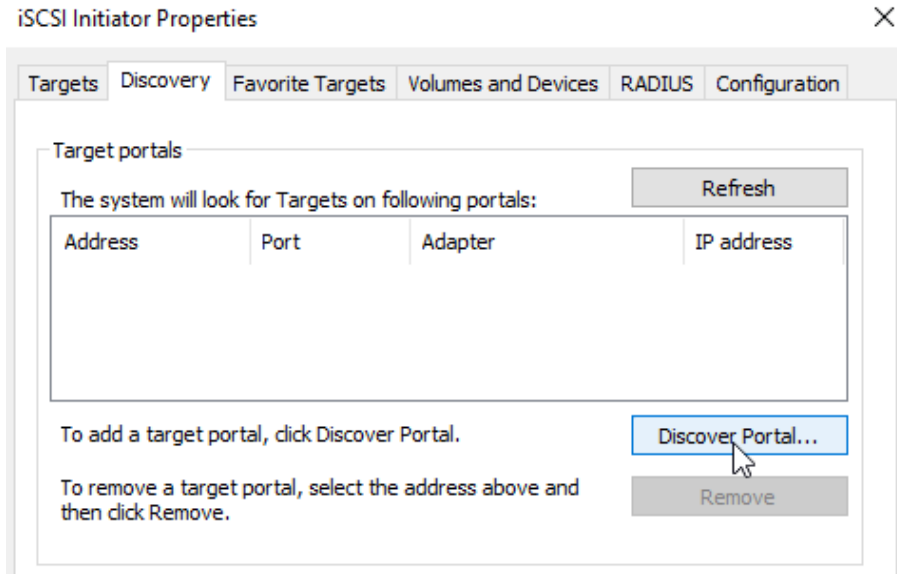 iSCSI Initiator Properties
Targets Discovery Favorite Targets Volumes and Devices RADIUS Configuration
Target portals
The system will look for Targets on following portals: Refresh
Address Port Adapter IP address
To add a target portal, click Discover Portal. Discover Portal...
To remove a target portal, select the address above and
then click Remove. Remove